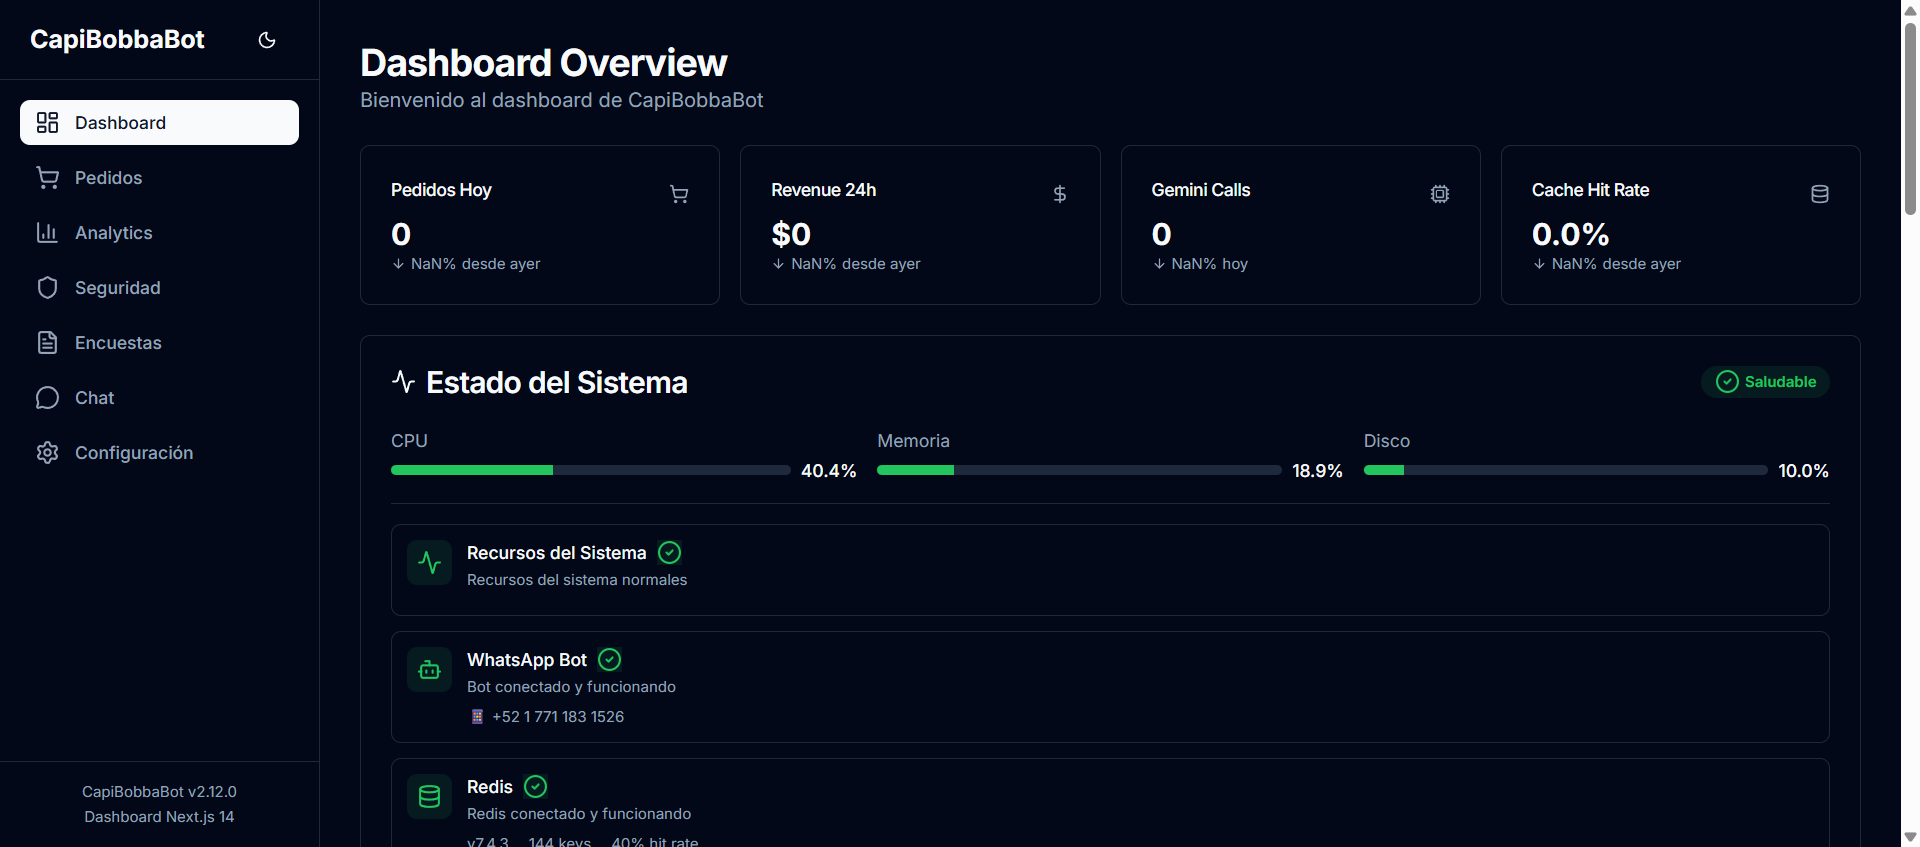 CapiBobbaBot
Dashboard
Pedidos
Analytics
Seguridad
Encuestas
Chat
Configuración
CapiBobbaBot v2.12.0
Dashboard Next.js 14
Dashboard Overview
Bienvenido al dashboard de CapiBobbaBot
Pedidos Hoy
0
↓ NaN% desde ayer
Revenue 24h
$0
↓ NaN% desde ayer
Gemini Calls
0
↓ NaN% hoy
Cache Hit Rate
0.0%
↓ NaN% desde ayer
Estado del Sistema
Saludable
CPU
40.4%
Memoria
18.9%
Disco
10.0%
Recursos del Sistema
Recursos del sistema normales
WhatsApp Bot
Bot conectado y funcionando
+52 1 771 183 1526
Redis
Redis conectado y funcionando
v7.4.3 144 keys 40% hit rate